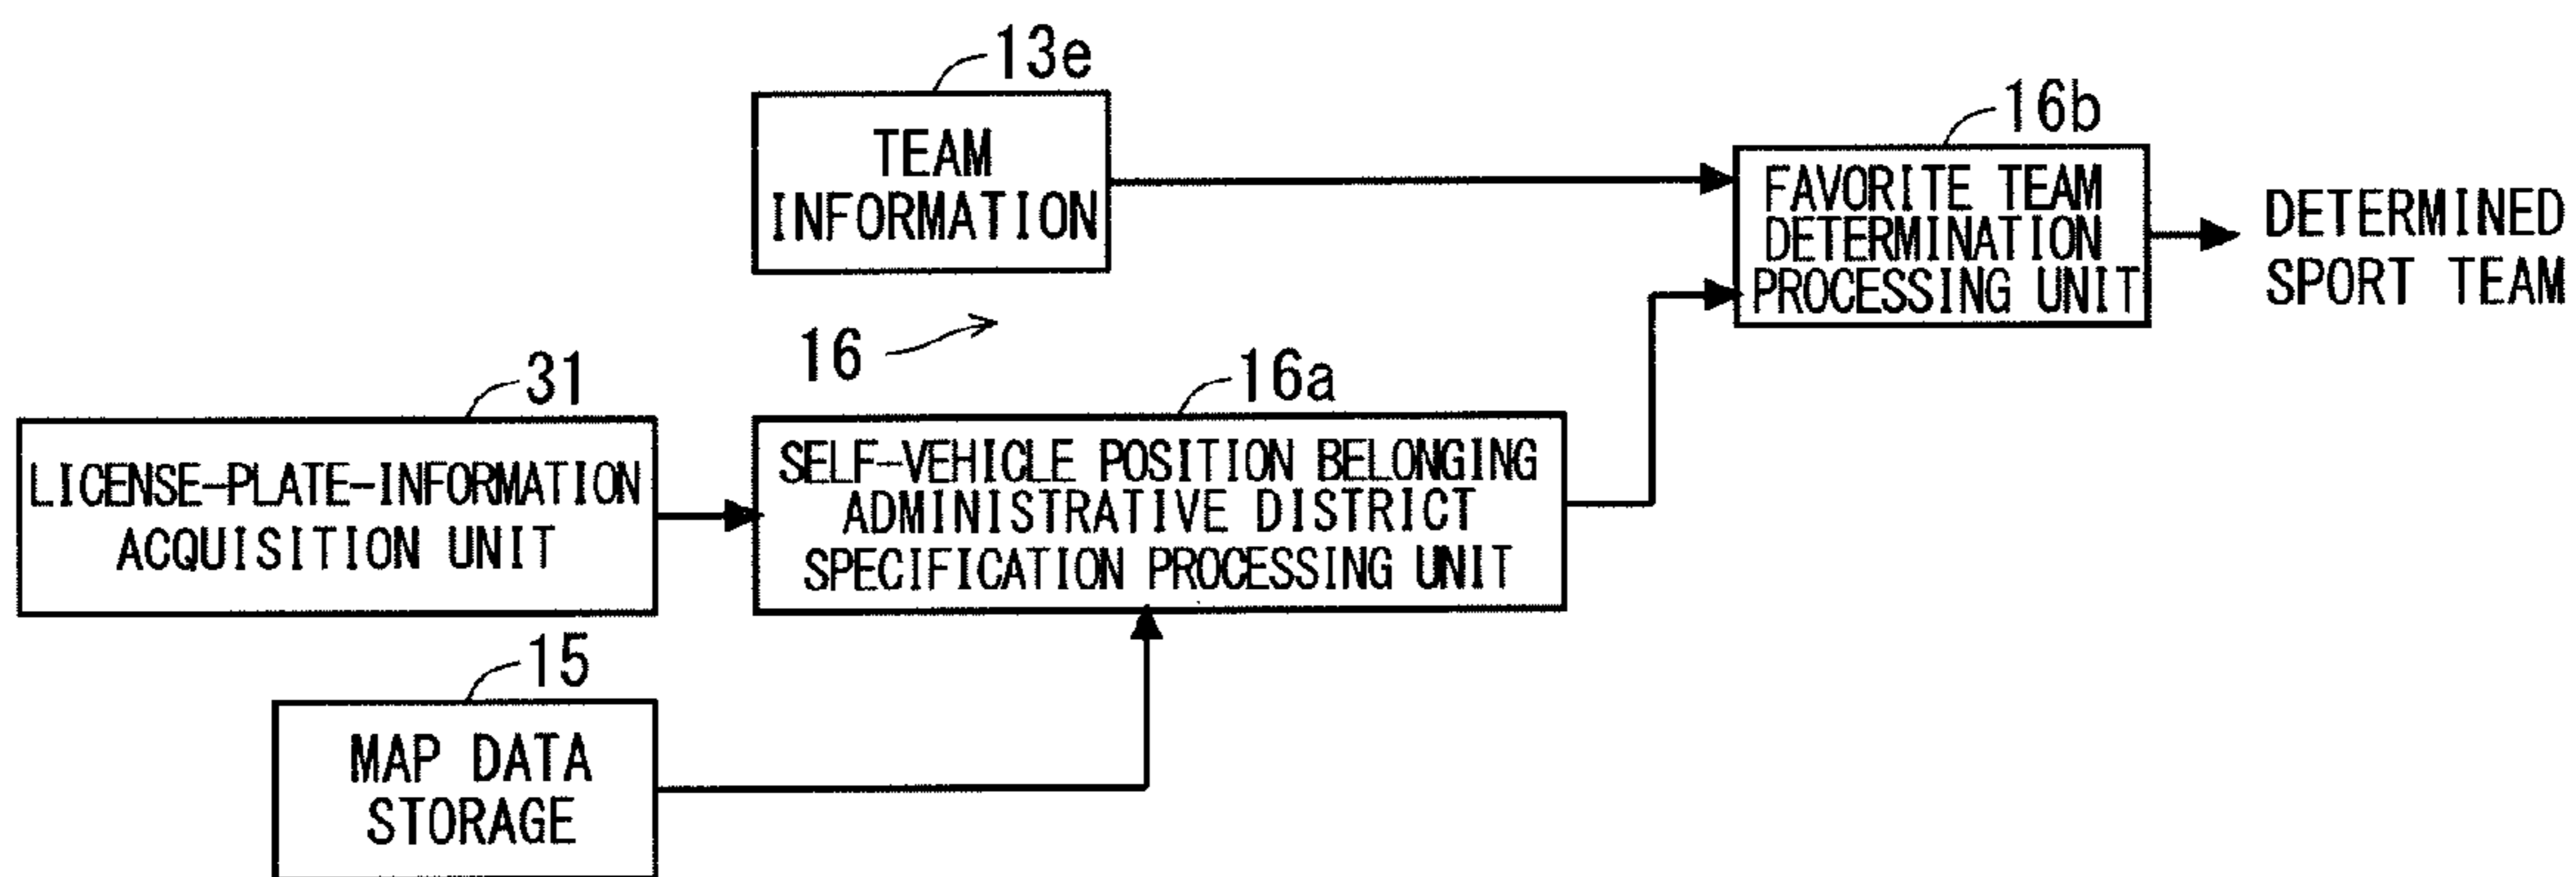 13e
TEAM
INFORMATION
16b
FAVORITE TEAM
DETERMINATION
PROCESSING UNIT
DETERMINED
SPORT TEAM
16
31
LICENSE-PLATE-INFORMATION
ACQUISITION UNIT
16a
SELF-VEHICLE POSITION BELONGING
ADMINISTRATIVE DISTRICT
SPECIFICATION PROCESSING UNIT
15
MAP DATA
STORAGE